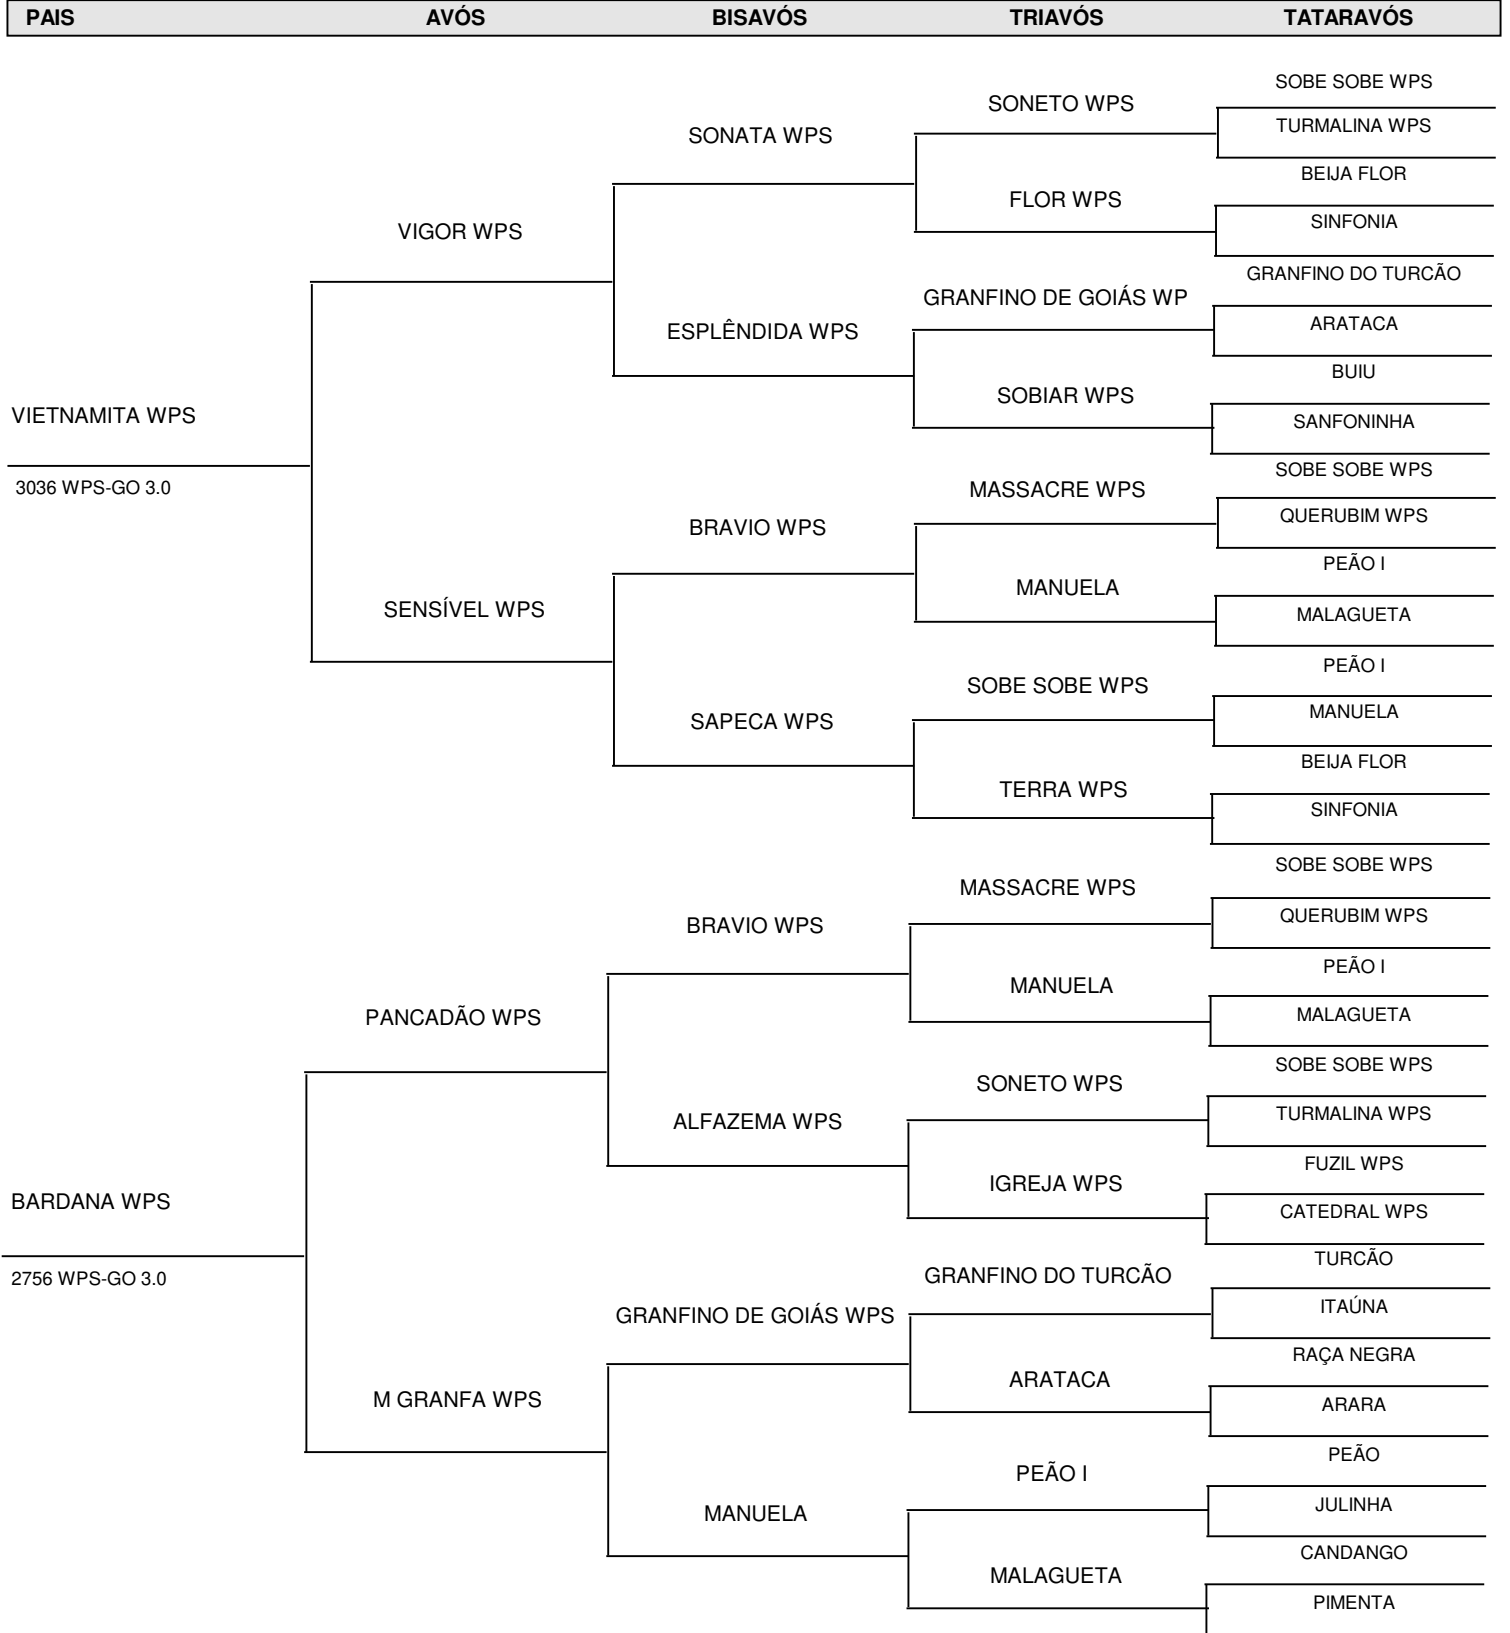 PAIS AVÓS BISAVÓS TRIAVÓS TATARAVÓS
SOBE SOBE WPS
SONETO WPS
TURMALINA WPS
SONATA WPS
BEIJA FLOR
FLOR WPS
SINFONIA
VIGOR WPS
GRANFINO DO TURCÃO
GRANFINO DE GOIÁS WP
ARATACA
ESPLÊNDIDA WPS
BUIU
SOBIAR WPS
SANFONINHA
VIETNAMITA WPS
3036 WPS-GO 3.0
SOBE SOBE WPS
MASSACRE WPS
QUERUBIM WPS
BRAVIO WPS
PEÃO I
MANUELA
MALAGUETA
SENSÍVEL WPS
PEÃO I
SOBE SOBE WPS
MANUELA
SAPECA WPS
BEIJA FLOR
TERRA WPS
SINFONIA
SOBE SOBE WPS
MASSACRE WPS
QUERUBIM WPS
BRAVIO WPS
PEÃO I
MANUELA
MALAGUETA
PANCADÃO WPS
SOBE SOBE WPS
SONETO WPS
TURMALINA WPS
ALFAZEMA WPS
FUZIL WPS
IGREJA WPS
CATEDRAL WPS
BARDANA WPS
2756 WPS-GO 3.0
TURCÃO
GRANFINO DO TURCÃO
ITAÚNA
GRANFINO DE GOIÁS WPS
RAÇA NEGRA
ARATACA
ARARA
M GRANFA WPS
PEÃO
PEÃO I
JULINHA
MANUELA
CANDANGO
MALAGUETA
PIMENTA